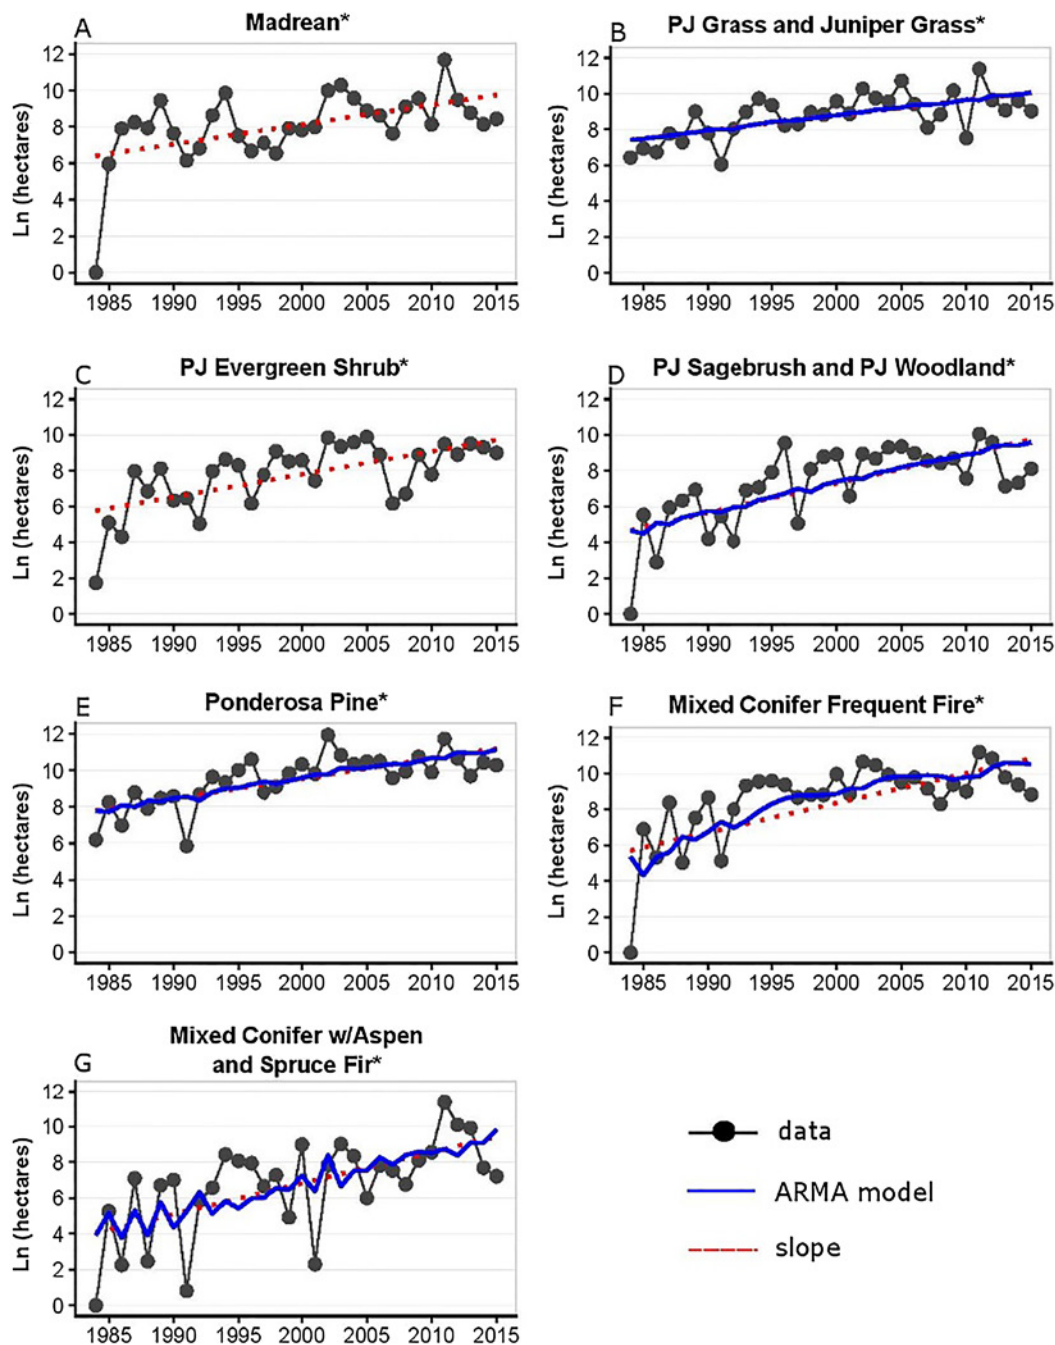 A
Madrean*
Ln (hectares)
12
10
8
6
4
2
0
1985 1990 1995 2000 2005 2010 2015
B
PJ Grass and Juniper Grass*
Ln (hectares)
12
10
8
6
4
2
0
1985 1990 1995 2000 2005 2010 2015
C
PJ Evergreen Shrub*
Ln (hectares)
12
10
8
6
4
2
0
1985 1990 1995 2000 2005 2010 2015
D
PJ Sagebrush and PJ Woodland*
Ln (hectares)
12
10
8
6
4
2
0
1985 1990 1995 2000 2005 2010 2015
E
Ponderosa Pine*
Ln (hectares)
12
10
8
6
4
2
0
1985 1990 1995 2000 2005 2010 2015
F
Mixed Conifer Frequent Fire*
Ln (hectares)
12
10
8
6
4
2
0
1985 1990 1995 2000 2005 2010 2015
G
Mixed Conifer w/Aspen
and Spruce Fir*
Ln (hectares)
12
10
8
6
4
2
0
1985 1990 1995 2000 2005 2010 2015
data
ARMA model
slope